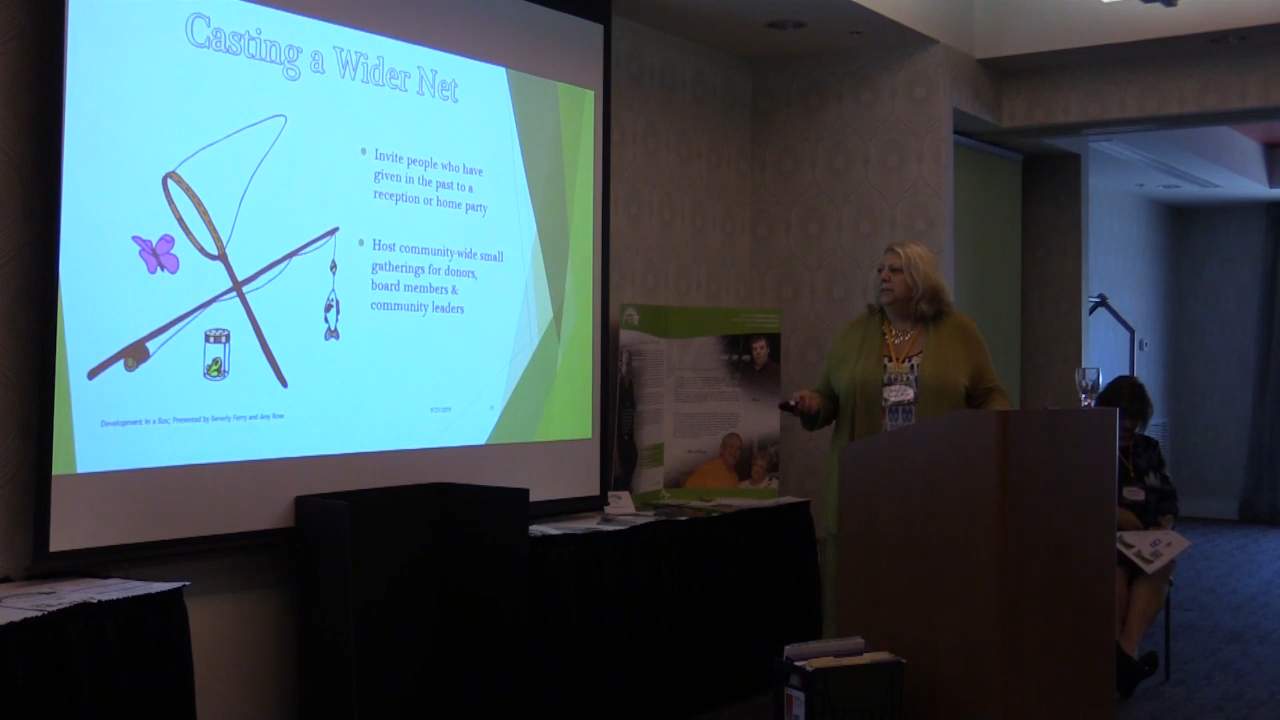 Casting a Wider Net
Invite people who have
given in the past to a
reception or home party
Host community-wide small
gatherings for donors,
board members &
community leaders
Development in a Box; Presented by Beverly Ferry and Amy Rose